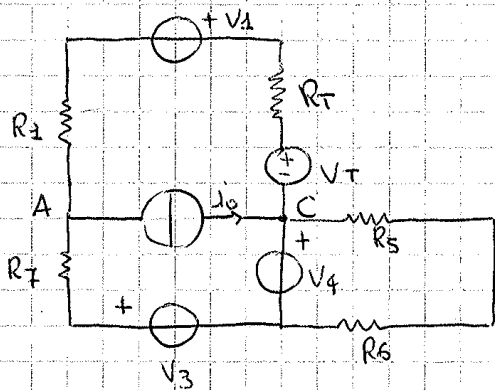 + V1
R1
RT
+
-
VT
A
io
C
R5
R7
+
V4
+
V3
R6